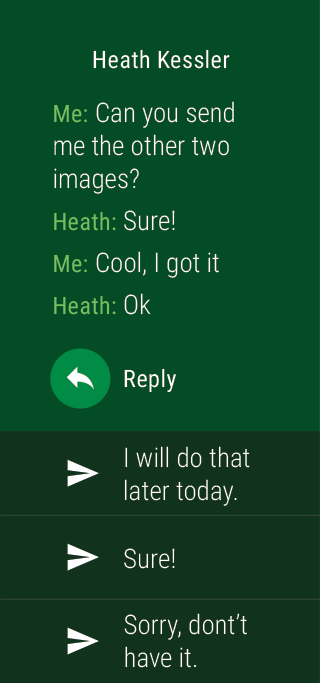 Heath Kessler
Me: Can you send
me the other two
images?
Heath: Sure!
Me: Cool, I got it
Heath: Ok
Reply
I will do that
later today.
Sure!
Sorry, dont’t
have it.